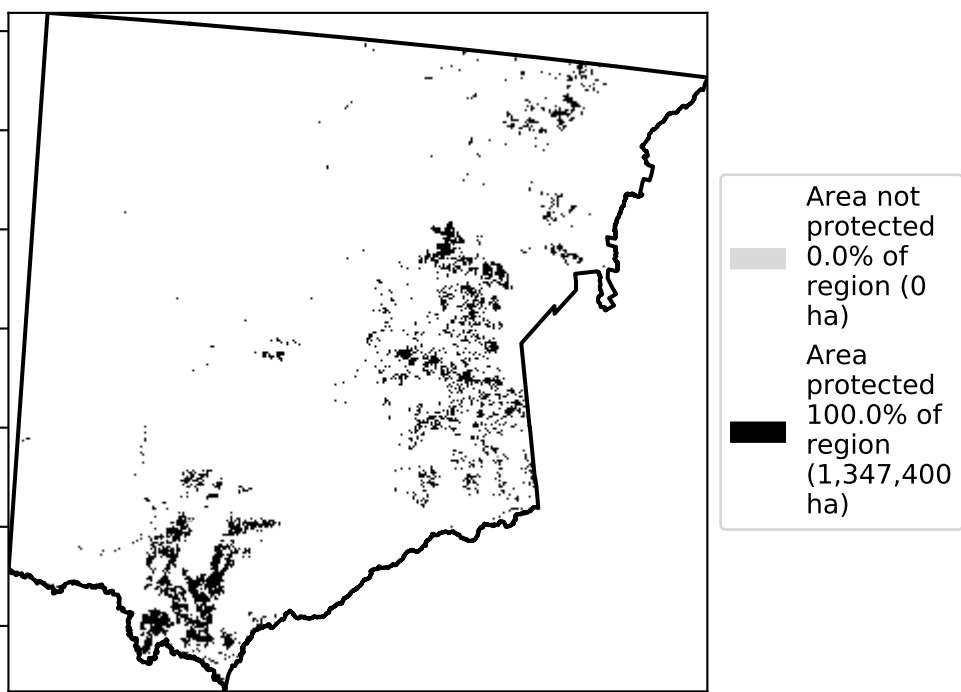 Area not
protected
0.0% of
region (0
ha)
Area
protected
100.0% of
region
(1,347,400
ha)